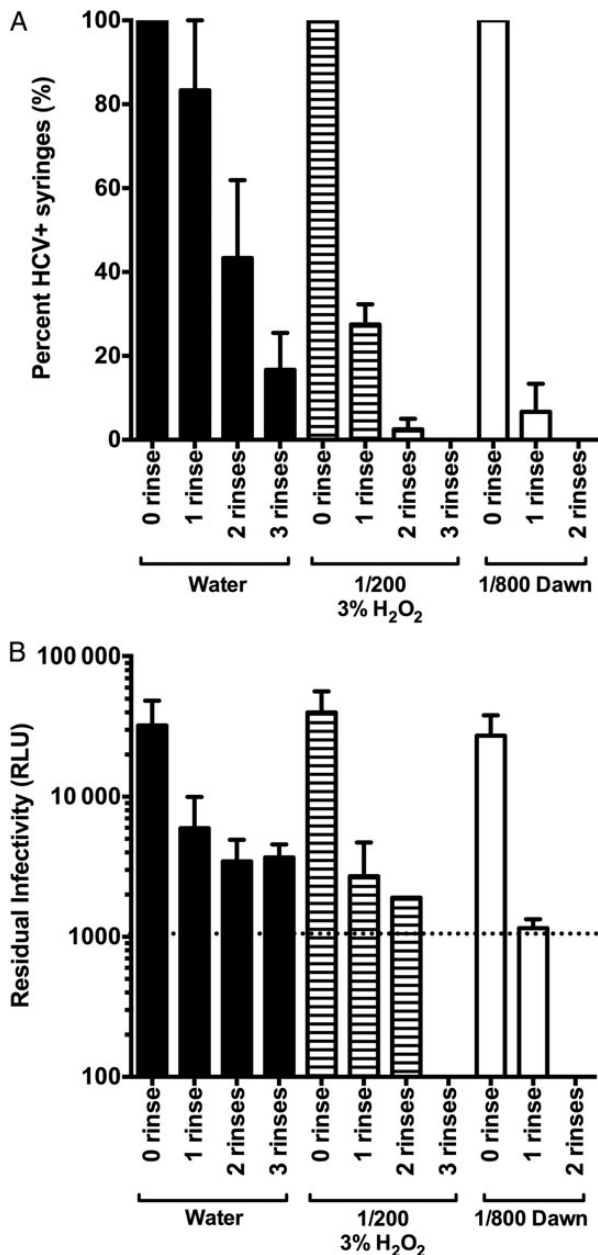 A
Percent HCV+ syringes (%)
100
80
60
40
20
0
0 rinse
1 rinse
2 rinses
3 rinses
0 rinse
1 rinse
2 rinses
3 rinses
0 rinse
1 rinse
2 rinses
Water
1/200
3% H₂O₂
1/800 Dawn
B
Residual Infectivity (RLU)
100 000
10 000
1000
100
0 rinse
1 rinse
2 rinses
3 rinses
0 rinse
1 rinse
2 rinses
3 rinses
0 rinse
1 rinse
2 rinses
Water
1/200
3% H₂O₂
1/800 Dawn